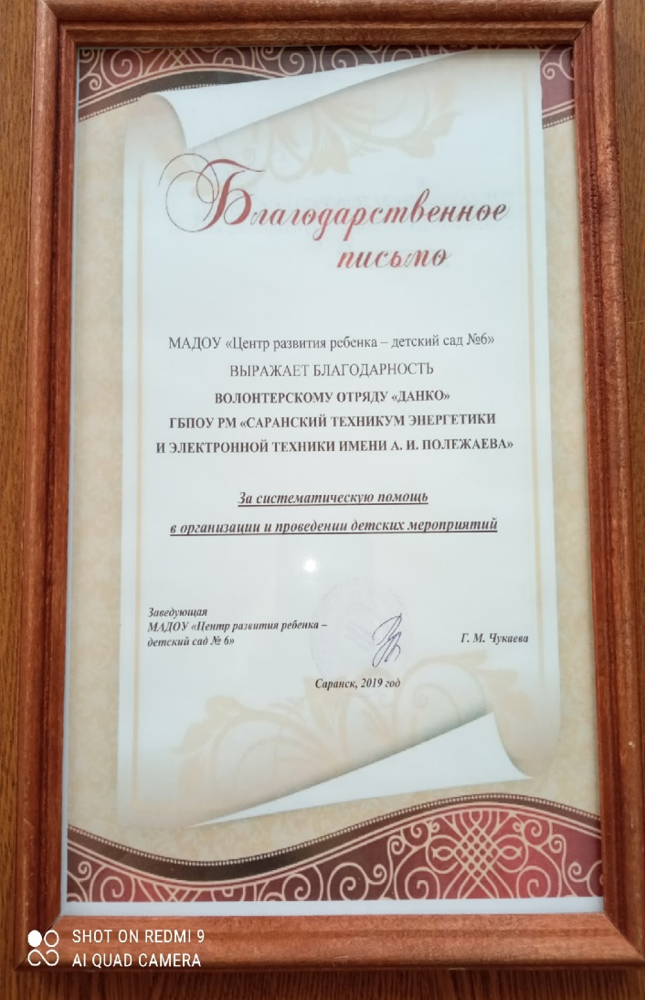 Благодарственное
письмо
МАДОУ «Центр развития ребенка – детский сад №6»
ВЫРАЖАЕТ БЛАГОДАРНОСТЬ
ВОЛОНТЕРСКОМУ ОТРЯДУ «ДАНКО»
ГБПОУ РМ «САРАНСКИЙ ТЕХНИКУМ ЭНЕРГЕТИКИ
И ЭЛЕКТРОННОЙ ТЕХНИКИ ИМЕНИ А. И. ПОЛЕЖАЕВА»
За систематическую помощь
в организации и проведении детских мероприятий
Заведующая
МАДОУ «Центр развития ребенка –
детский сад № 6»
Г. М. Чукаева
Саранск, 2019 год
SHOT ON REDMI 9
AI QUAD CAMERA